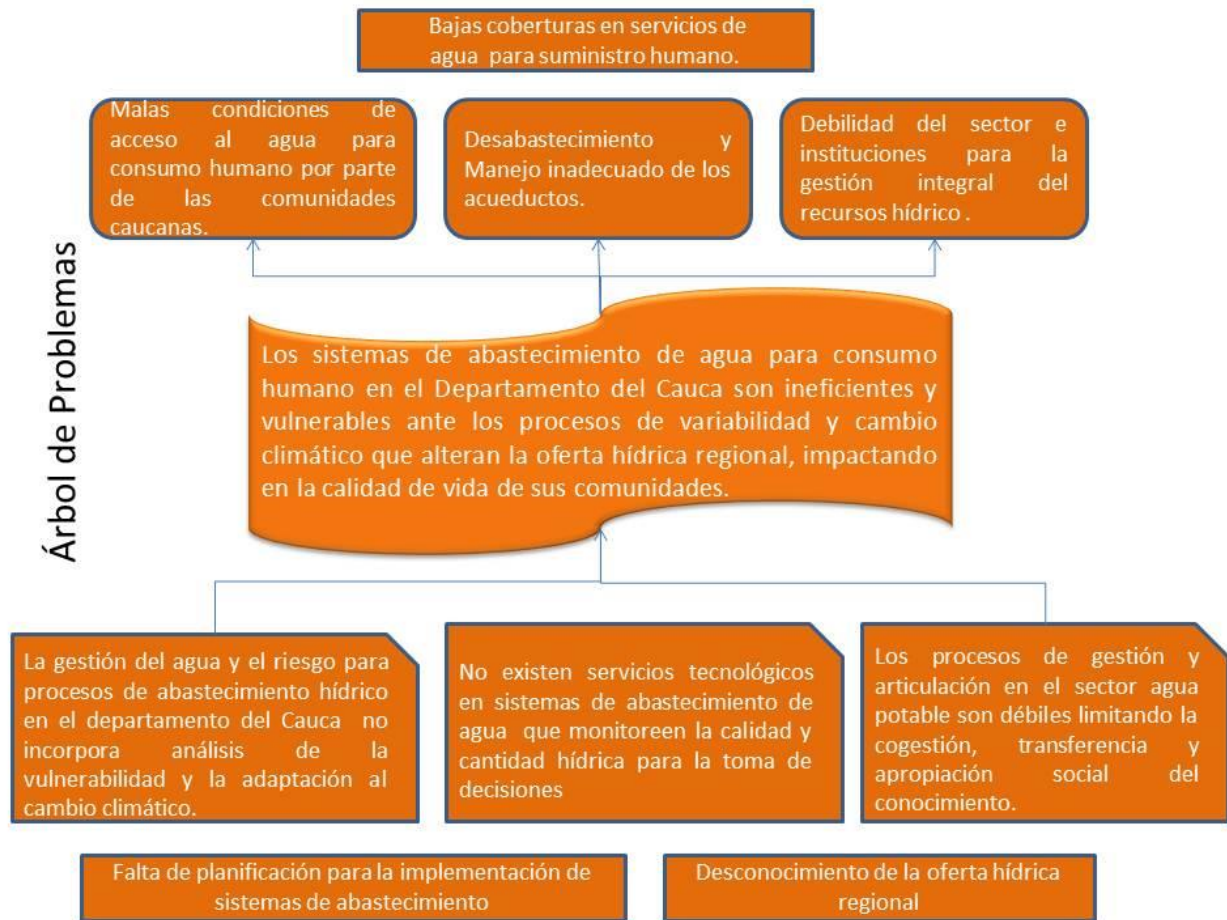 Bajas coberturas en servicios de
agua para suministro humano.
Malas condiciones de
acceso al agua para
consumo humano por parte
de las comunidades
caucanas.
Desabastecimiento y
Manejo inadecuado de los
acueductos.
Debilidad del sector e
instituciones para la
gestión integral del
recursos hídrico .
Árbol de Problemas
Los sistemas de abastecimiento de agua para consumo
humano en el Departamento del Cauca son ineficientes y
vulnerables ante los procesos de variabilidad y cambio
climático que alteran la oferta hídrica regional, impactando
en la calidad de vida de sus comunidades.
La gestión del agua y el riesgo para
procesos de abastecimiento hídrico
en el departamento del Cauca no
incorpora análisis de la
vulnerabilidad y la adaptación al
cambio climático.
No existen servicios tecnológicos
en sistemas de abastecimiento de
agua que monitoreen la calidad y
cantidad hídrica para la toma de
decisiones
Los procesos de gestión y
articulación en el sector agua
potable son débiles limitando la
cogestión, transferencia y
apropiación social del
conocimiento.
Falta de planificación para la implementación de
sistemas de abastecimiento
Desconocimiento de la oferta hídrica
regional